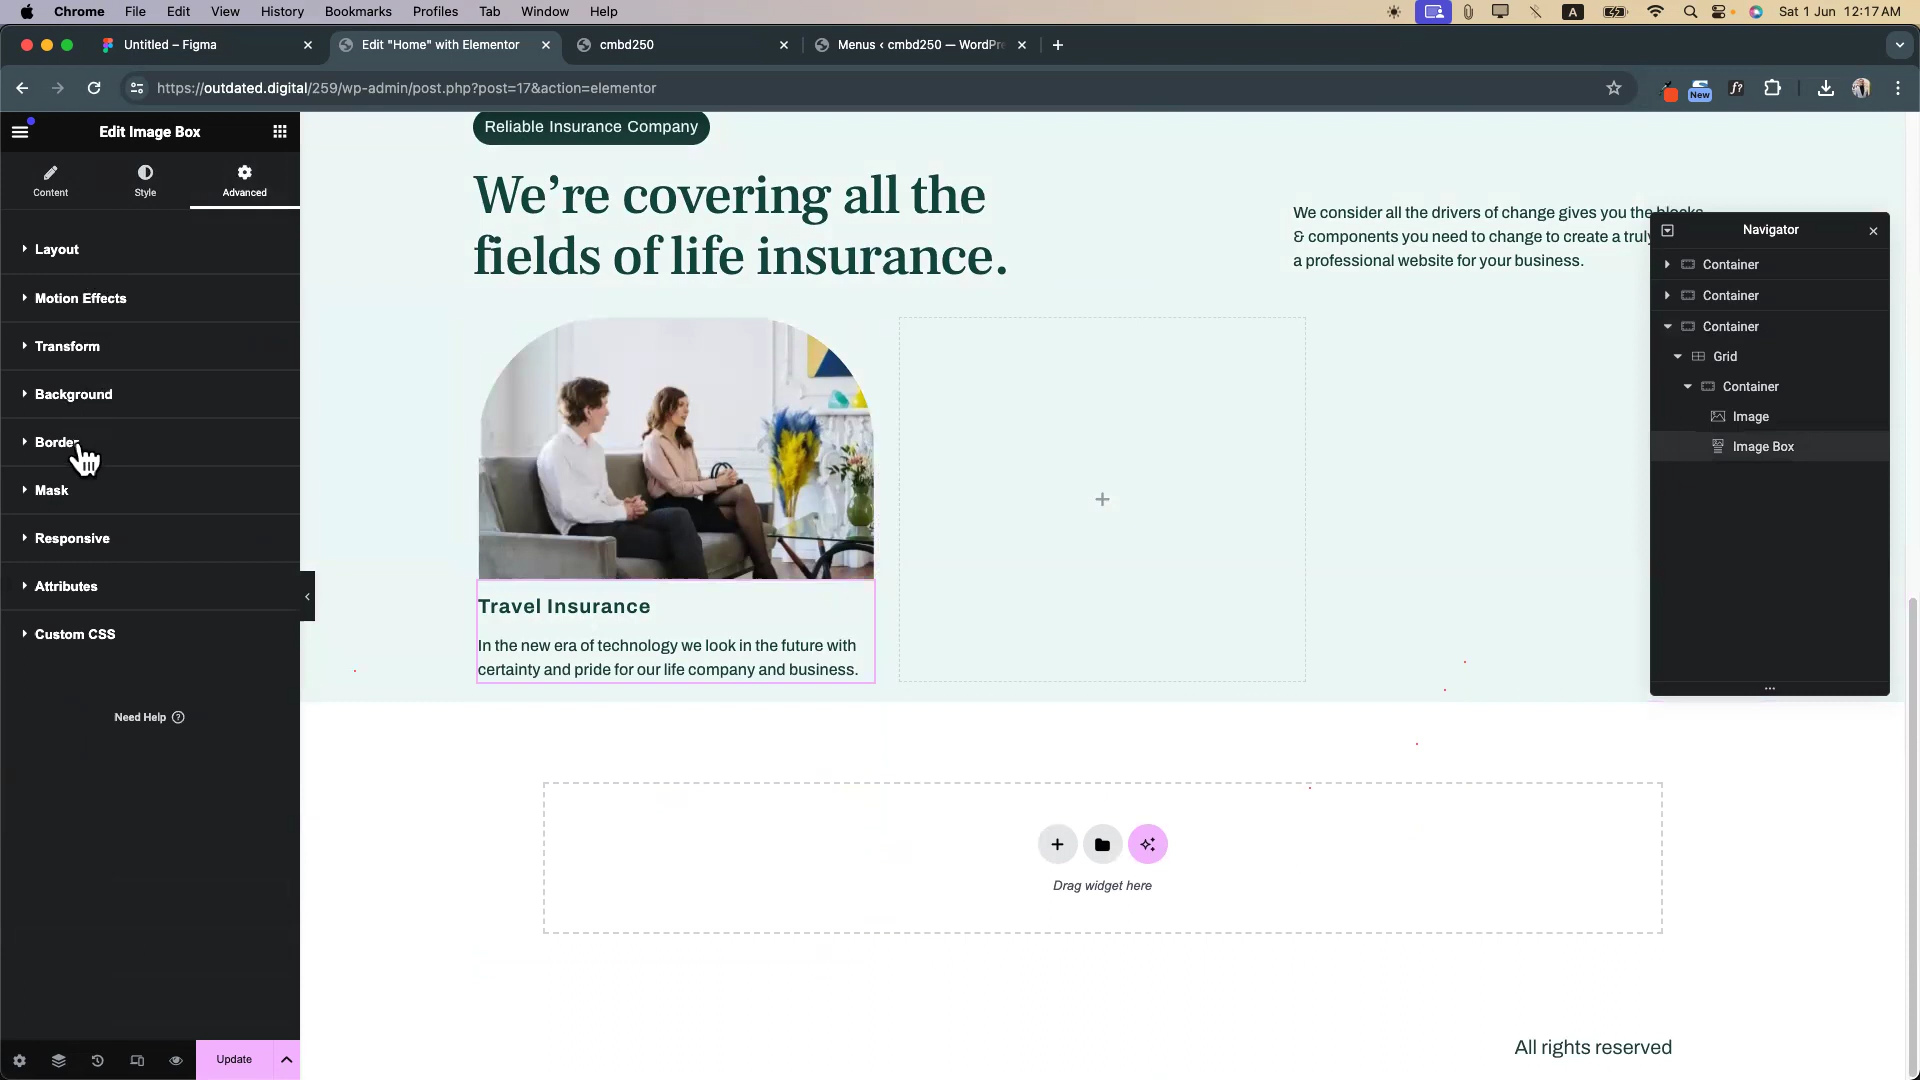 Chrome File Edit View History Bookmarks Profiles Tab Window Help
A Sat 1 Jun 12:17 AM
Untitled – Figma
Edit "Home" with Elementor
cmbd250
Menus ‹ cmbd250 — WordPre
https://outdated.digital/259/wp-admin/post.php?post=17&action=elementor
New
f?
Edit Image Box
Content Style Advanced
Layout
Motion Effects
Transform
Background
Border
Mask
Responsive
Attributes
Custom CSS
Need Help ?
Update
Reliable Insurance Company
We’re covering all the
fields of life insurance.
We consider all the drivers of change gives you the blocks
& components you need to change to create a truly
a professional website for your business.
Travel Insurance
In the new era of technology we look in the future with
certainty and pride for our life company and business.
Drag widget here
All rights reserved
Navigator
Container
Container
Container
Grid
Container
Image
Image Box